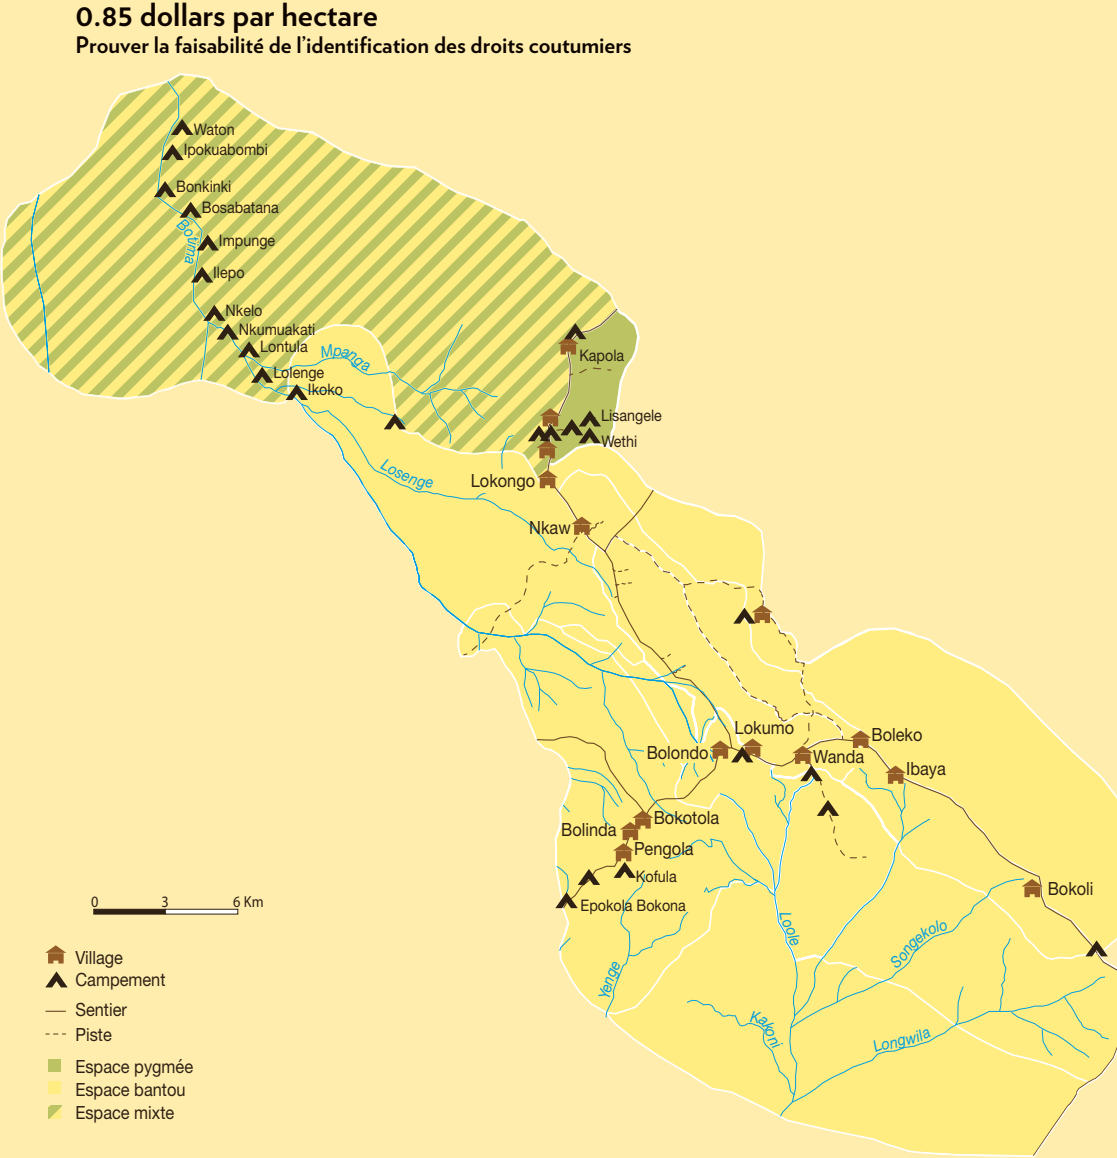 0.85 dollars par hectare
Prouver la faisabilité de l'identification des droits coutumiers
Waton
Ipokuabombi
Bonkinki
Bosabatana
Botima
Impunge
Ilepo
Nkelo
Nkumuakati
Lontula
Mpanga
Kapola
Lolenge
Ikoko
Lisangele
Wethi
Losenge
Lokongo
Nkaw
Lokumo
Boleko
Bolondo
Wanda
Ibaya
Bokotola
Bolinda
Pengola
Kofula
Bokoli
Epokola Bokona
Loole
Songekolo
Yenge
Kakoni
Longwila
0 3 6 Km
Village
Campement
Sentier
Piste
Espace pygmée
Espace bantou
Espace mixte